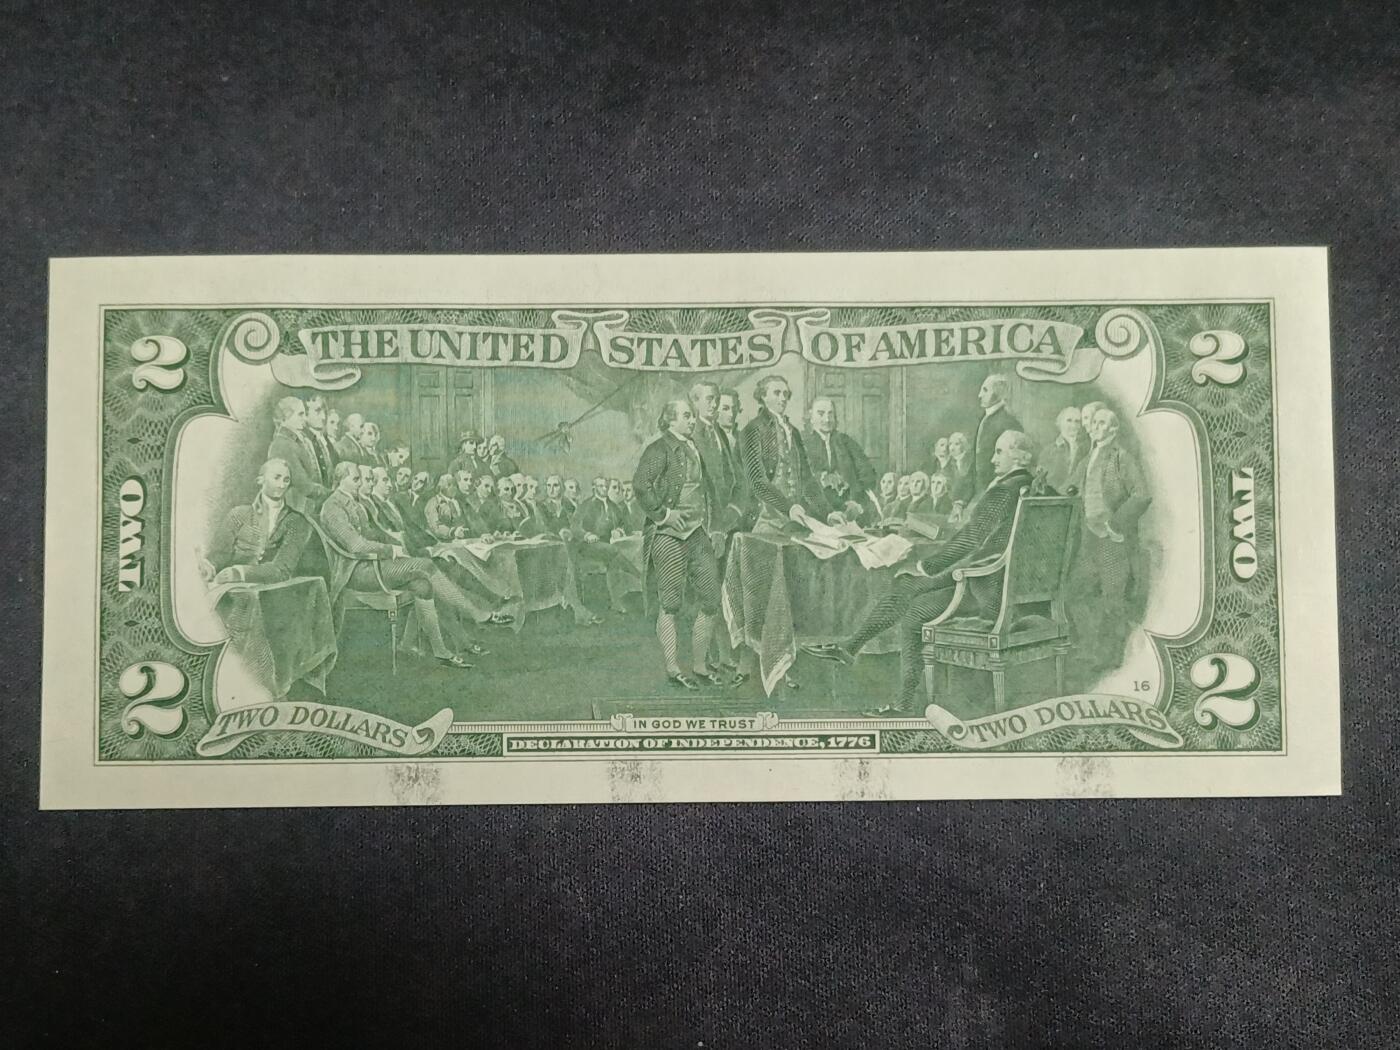 2 THE UNITED STATES OF AMERICA 2
TWO
TWO
16
2 TWO DOLLARS IN GOD WE TRUST TWO DOLLARS 2
DECLARATION OF INDEPENDENCE, 1776